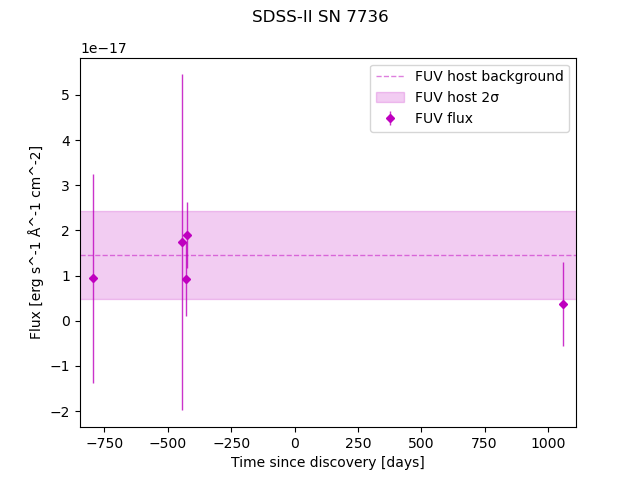 SDSS-II SN 7736
1e−17
FUV host background
FUV host 2σ
FUV flux
Flux [erg s^-1 Å^-1 cm^-2]
5
4
3
2
1
0
−1
−2
−750
−500
−250
0
250
500
750
1000
Time since discovery [days]